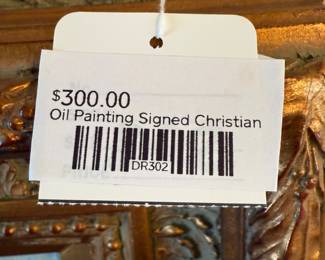 $300.00
Oil Painting Signed Christian
DR302